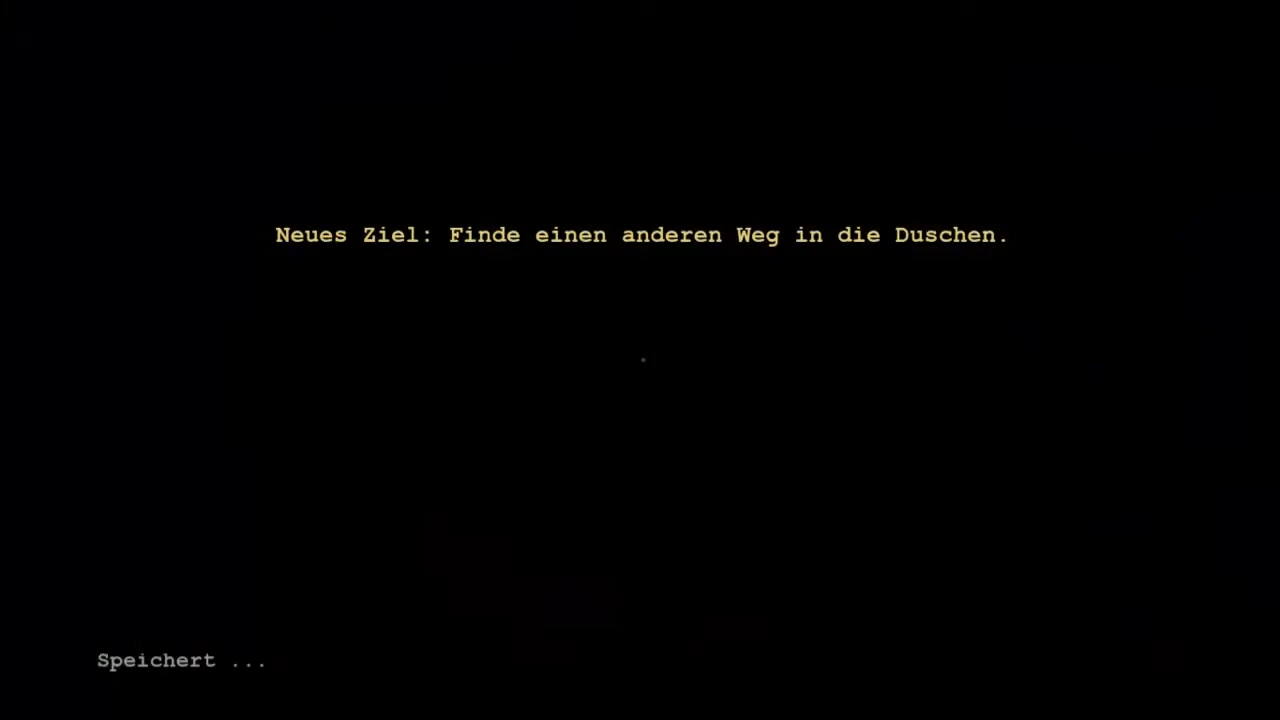 Neues Ziel: Finde einen anderen Weg in die Duschen.
Speichert ...